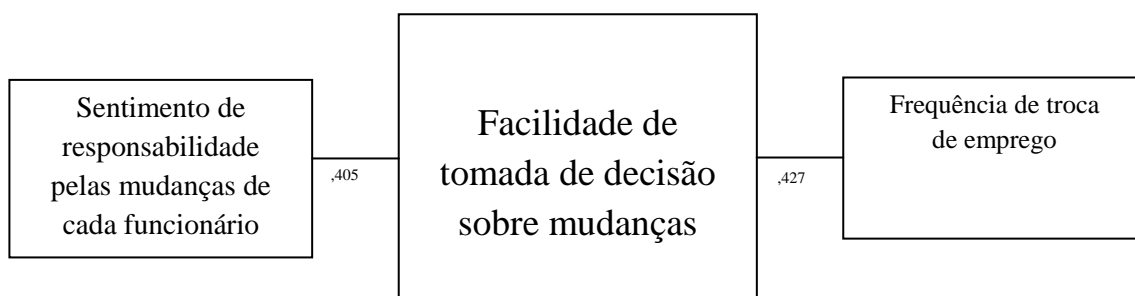 Sentimento de
responsabilidade
pelas mudanças de
cada funcionário
,405
Facilidade de
tomada de decisão
sobre mudanças
,427
Frequência de troca
de emprego